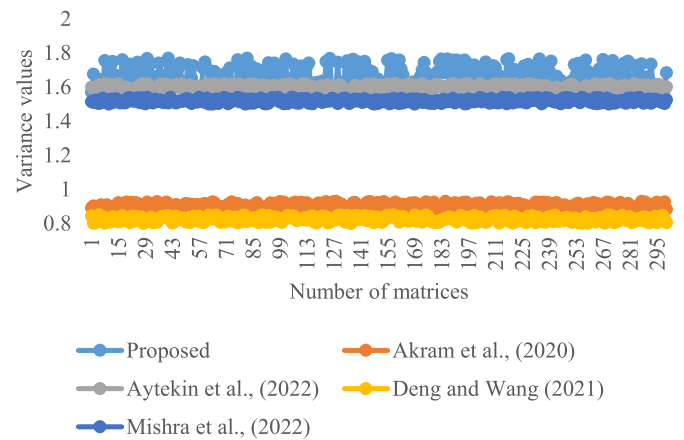 2
1.8
1.6
1.4
1.2
1
0.8
Variance values
1 15 29 43 57 71 85 99 113 127 141 155 169 183 197 211 225 239 253 267 281 295
Number of matrices
Proposed Akram et al., (2020)
Aytekin et al., (2022) Deng and Wang (2021)
Mishra et al., (2022)